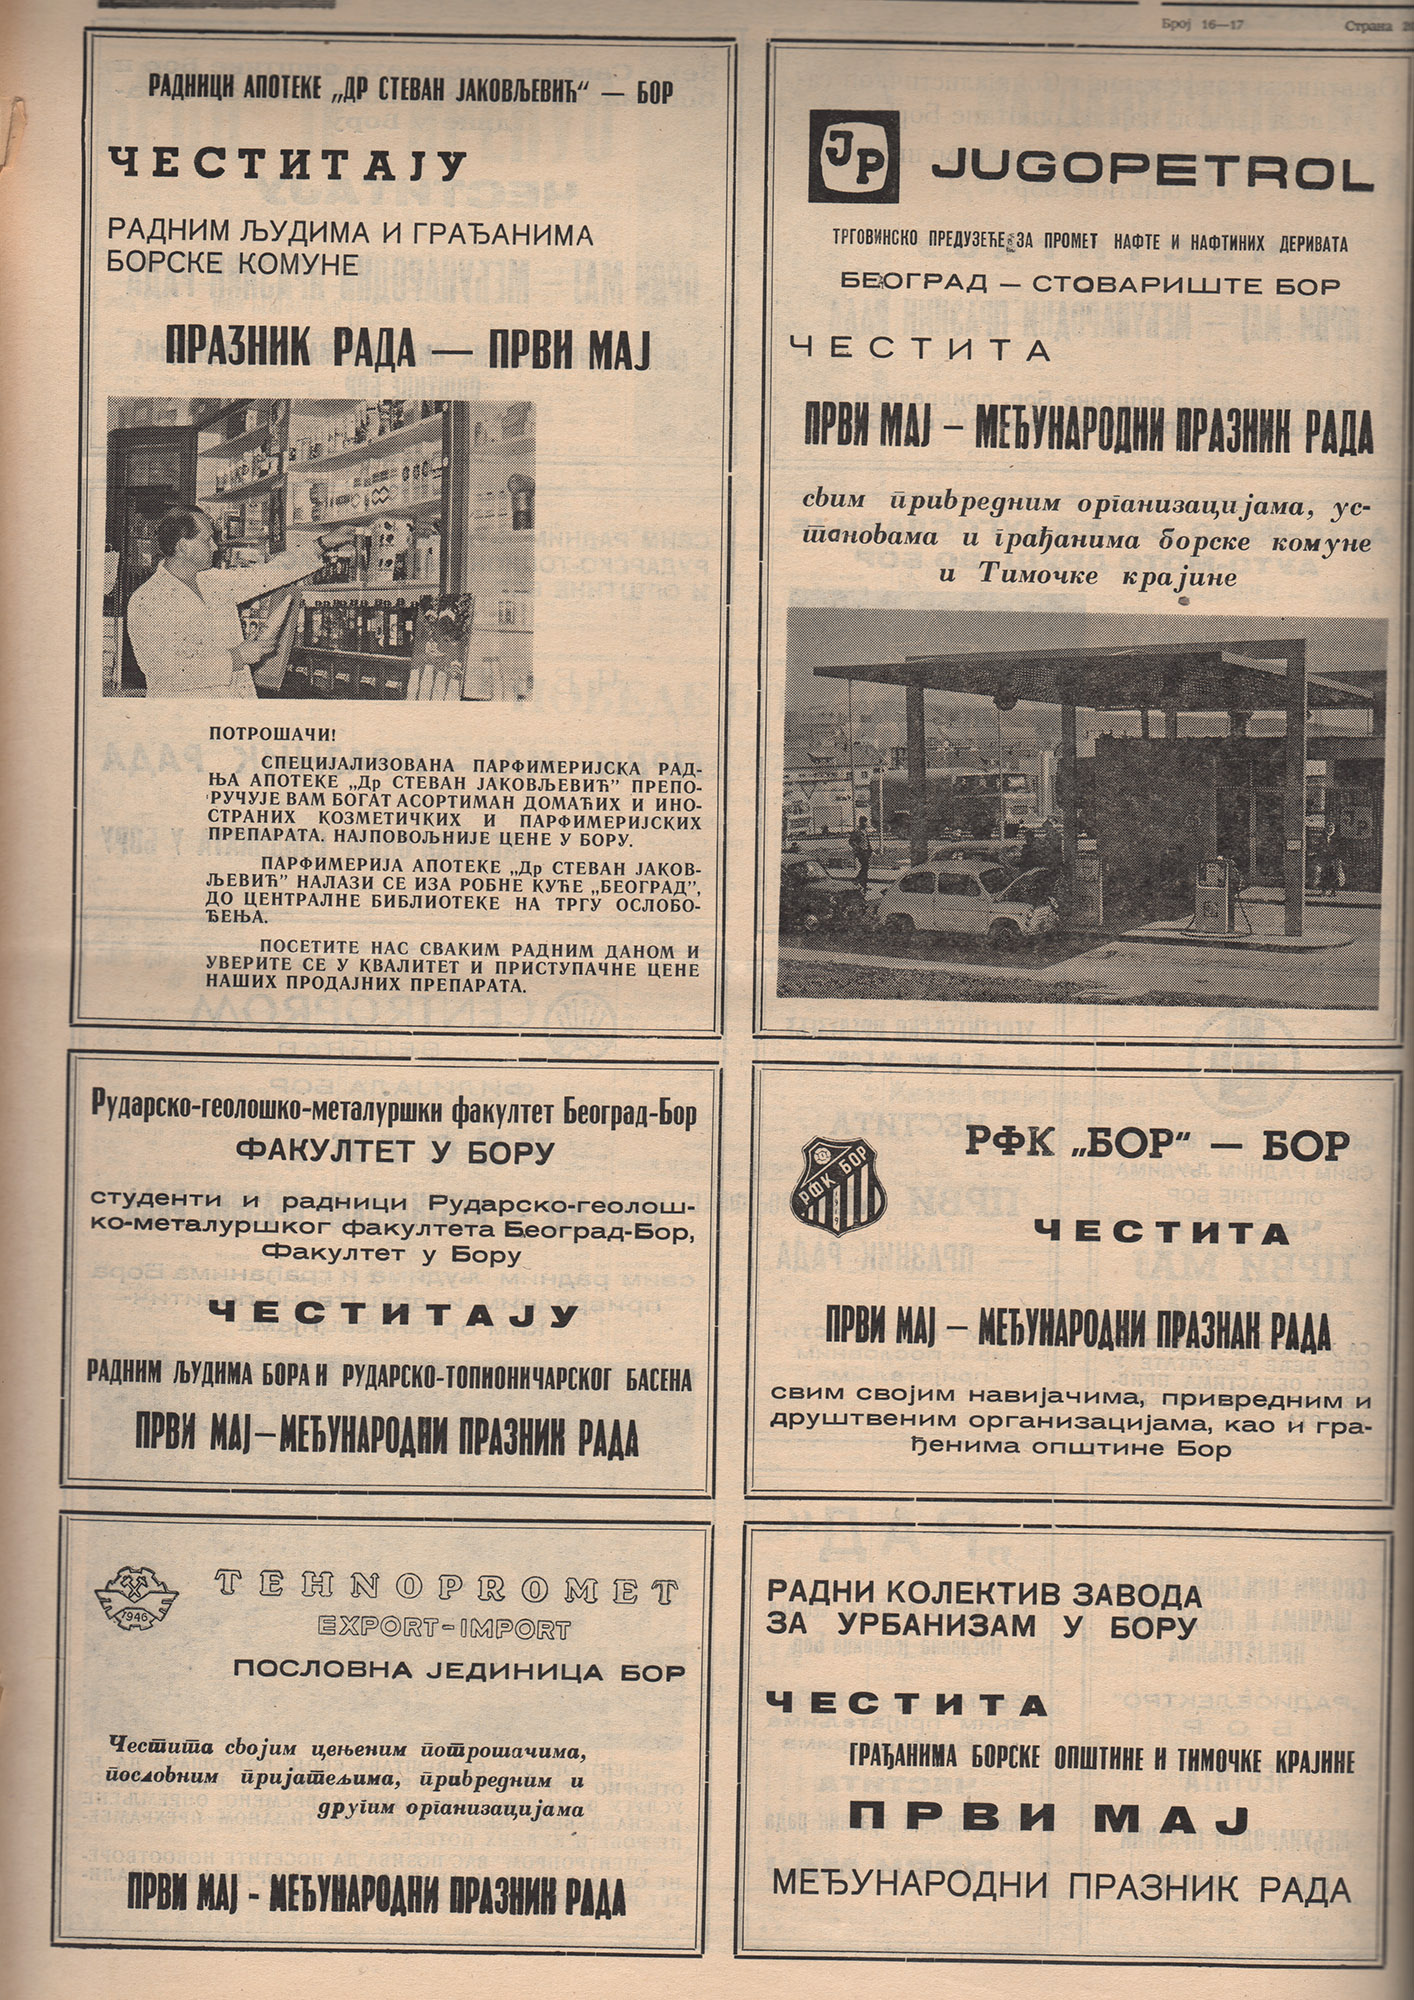 Број 16—17
Страна
РАДНИЦИ АПОТЕКЕ „ДР СТЕВАН ЈАКОВЉЕВИЋ“ — БОР
ЧЕСТИТАЈУ
РАДНИМ ЉУДИМА И ГРАЂАНИМА
БОРСКЕ КОМУНЕ
ПРАЗНИК РАДА — ПРВИ МАЈ
ПОТРОШАЧИ!
СПЕЦИЈАЛИЗОВАНА ПАРФИМЕРИЈСКА РАД-
ЊА АПОТЕКЕ „Др СТЕВАН ЈАКОВЉЕВИЋ” ПРЕПО-
РУЧУЈЕ ВАМ БОГАТ АСОРТИМАН ДОМАЋИХ И ИНО-
СТРАНИХ КОЗМЕТИЧКИХ И ПАРФИМЕРИЈСКИХ
ПРЕПАРАТА. НАЈПОВОЉНИЈЕ ЦЕНЕ У БОРУ.
ПАРФИМЕРИЈА АПОТЕКЕ „Др СТЕВАН ЈАКОВ-
ЉЕВИЋ” НАЛАЗИ СЕ ИЗА РОБНЕ КУЋЕ „БЕОГРАД”,
ДО ЦЕНТРАЛНЕ БИБЛИОТЕКЕ НА ТРГУ ОСЛОБО-
ЂЕЊА.
ПОСЕТИТЕ НАС СВАКИМ РАДНИМ ДАНОМ И
УВЕРИТЕ СЕ У КВАЛИТЕТ И ПРИСТУПАЧНЕ ЦЕНЕ
НАШИХ ПРОДАЈНИХ ПРЕПАРАТА.
JP JUGOPETROL
ТРГОВИНСКО ПРЕДУЗЕЋЕ ЗА ПРОМЕТ НАФТЕ И НАФТИНИХ ДЕРИВАТА
БЕОГРАД — СТОВАРИШТЕ БОР
ЧЕСТИТА
ПРВИ МАЈ – МЕЂУНАРОДНИ ПРАЗНИК РАДА
свим привредним организацијама, ус-
тановама и грађанима борске комуне
и Тимочке крајине
JP
Рударско-геолошко-металуршки факултет Београд-Бор
ФАКУЛТЕТ У БОРУ
студенти и радници Рударско-геолош-
ко-металуршког факултета Београд-Бор,
Факултет у Бору
ЧЕСТИТАЈУ
РАДНИМ ЉУДИМА БОРА И РУДАРСКО-ТОПИОНИЧАРСКОГ БАСЕНА
ПРВИ МАЈ – МЕЂУНАРОДНИ ПРАЗНИК РАДА
РФК БОР
РФК „БОР“ — БОР
ЧЕСТИТА
ПРВИ МАЈ – МЕЂУНАРОДНИ ПРАЗНАК РАДА
свим својим навијачима, привредним и
друштвеним организацијама, као и гра-
ђенима општине Бор
1946
TEHNOPROMET
EXPORT-IMPORT
ПОСЛОВНА ЈЕДИНИЦА БОР
Честита својим цењеним потрошачима,
пословним пријатељима, привредним и
другим организацијама
ПРВИ МАЈ - МЕЂУНАРОДНИ ПРАЗНИК РАДА
РАДНИ КОЛЕКТИВ ЗАВОДА
ЗА УРБАНИЗАМ У БОРУ
ЧЕСТИТА
ГРАЂАНИМА БОРСКЕ ОПШТИНЕ И ТИМОЧКЕ КРАЈИНЕ
ПРВИ МАЈ
МЕЂУНАРОДНИ ПРАЗНИК РАДА